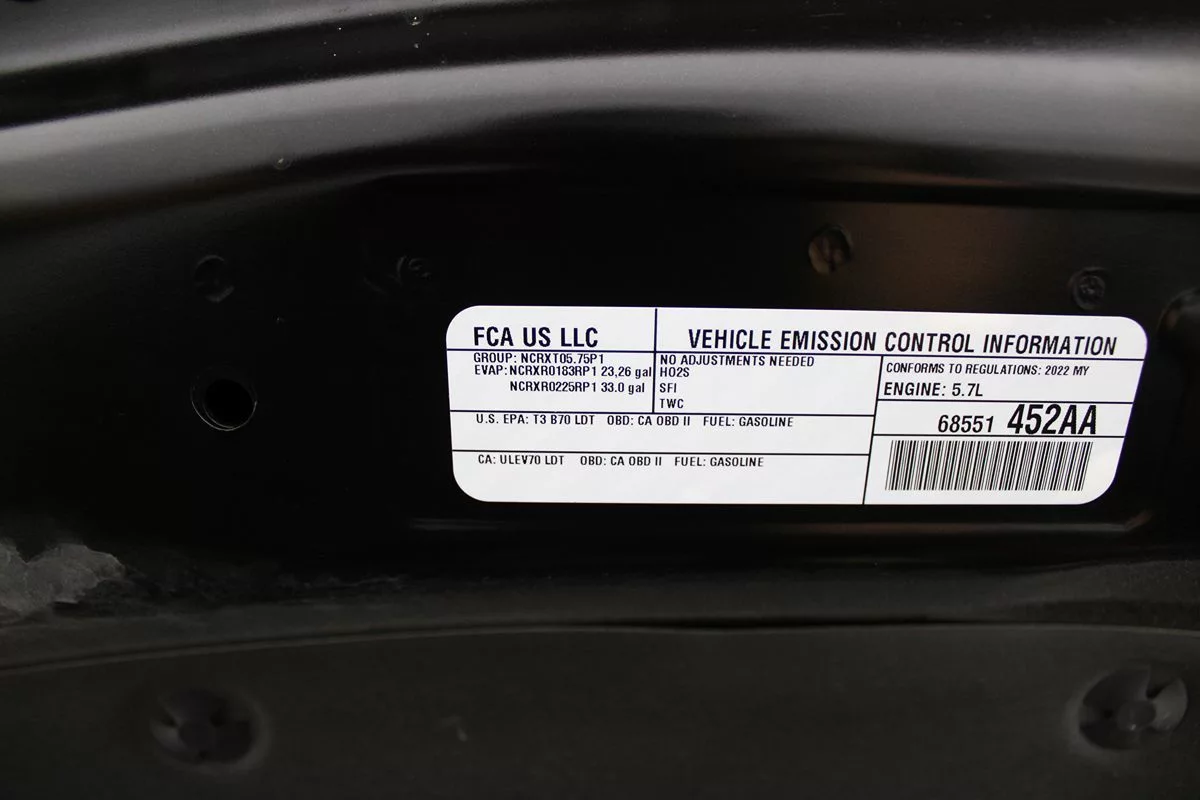 FCA US LLC
VEHICLE EMISSION CONTROL INFORMATION
GROUP: NCRXT05.75P1
EVAP: NCRXR0183RP1 23,26 gal
NCRXR0225RP1 33.0 gal
NO ADJUSTMENTS NEEDED
HO2S
SFI
TWC
CONFORMS TO REGULATIONS: 2022 MY
ENGINE: 5.7L
68551 452AA
U.S. EPA: T3 B70 LDT OBD: CA OBD II FUEL: GASOLINE
CA: ULEV70 LDT OBD: CA OBD II FUEL: GASOLINE